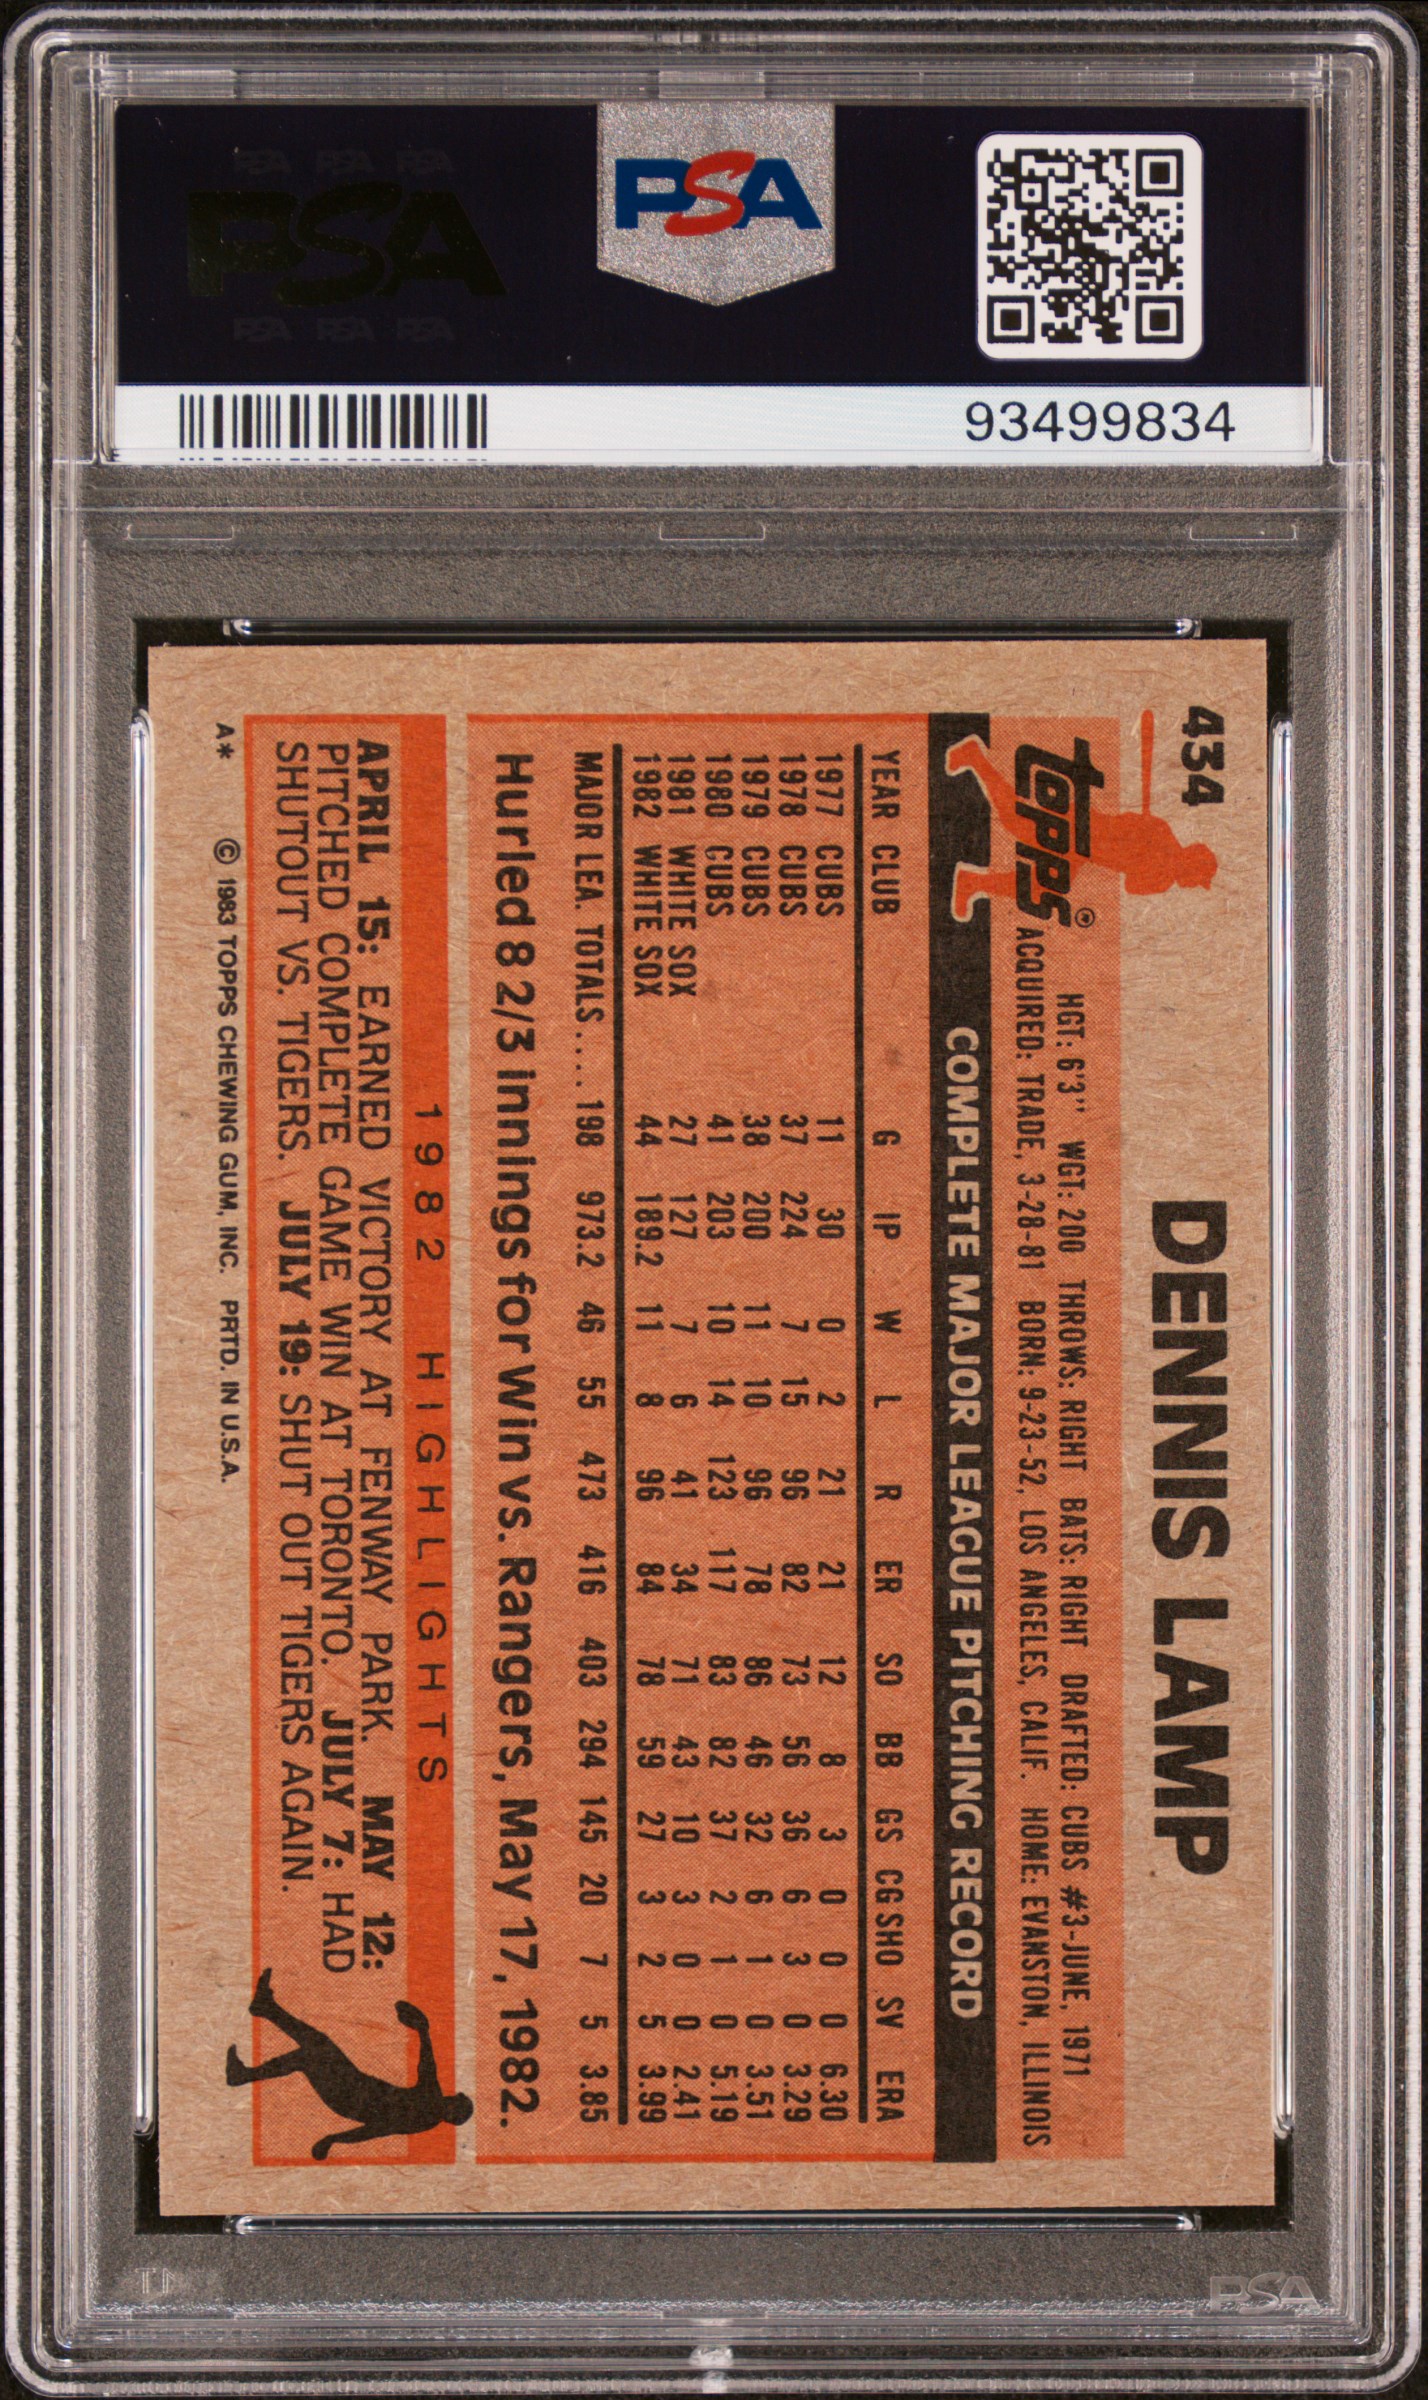 PSA PSA PSA
PSA
PSA PSA PSA
PSA
93499834
434
DENNIS LAMP
topps®
HGT: 6'3" WGT: 200 THROWS: RIGHT BATS: RIGHT DRAFTED: CUBS #3-JUNE, 1971
ACQUIRED: TRADE, 3-28-81 BORN: 9-23-52, LOS ANGELES, CALIF. HOME: EVANSTON, ILLINOIS
COMPLETE MAJOR LEAGUE PITCHING RECORD
YEAR CLUB G IP W L R ER SO BB GS CG SHO SV ERA
1977 CUBS 11 30 0 2 21 21 12 8 3 0 0 0 6.30
1978 CUBS 37 224 7 15 96 82 73 56 36 6 3 0 3.29
1979 CUBS 38 200 11 10 96 78 86 46 32 6 1 0 3.51
1980 CUBS 41 203 10 14 123 117 83 82 37 2 1 0 5.19
1981 WHITE SOX 27 127 7 6 41 34 71 43 10 3 0 0 2.41
1982 WHITE SOX 44 189.2 11 8 96 84 78 59 27 3 2 5 3.99
MAJOR LEA. TOTALS.... 198 973.2 46 55 473 416 403 294 145 20 7 5 3.85
Hurled 8 2/3 innings for Win vs. Rangers, May 17, 1982.
1982 HIGHLIGHTS
APRIL 15: EARNED VICTORY AT FENWAY PARK. MAY 12:
PITCHED COMPLETE GAME WIN AT TORONTO. JULY 7: HAD
SHUTOUT VS. TIGERS. JULY 19: SHUT OUT TIGERS AGAIN.
A* © 1983 TOPPS CHEWING GUM, INC. PRTD. IN U.S.A.
PSA